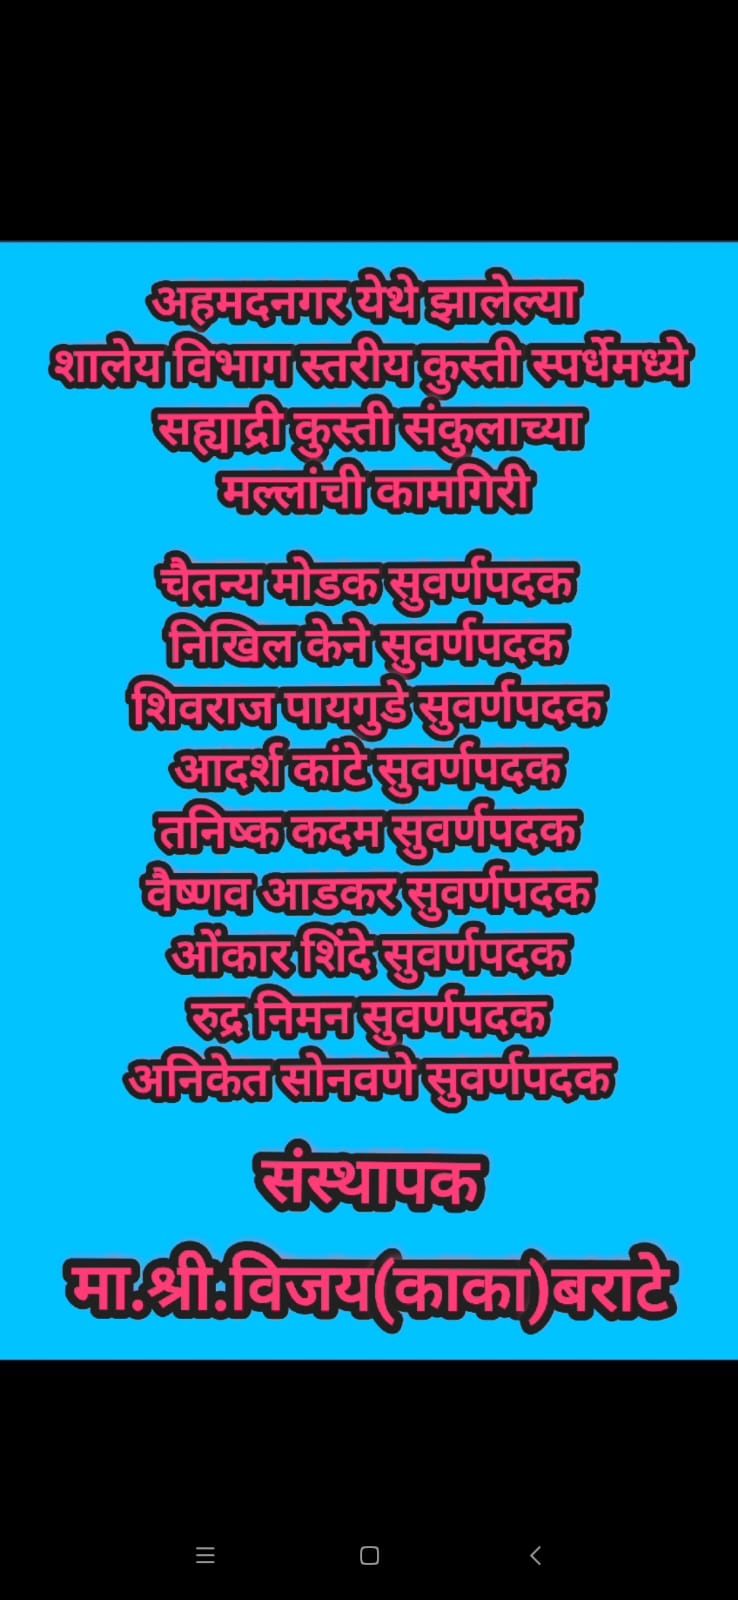 अहमदनगर येथे झालेल्या
शालेय विभाग स्तरीय कुस्ती स्पर्धेमध्ये
सह्याद्री कुस्ती संकुलाच्या
मल्लांची कामगिरी
चैतन्य मोडक सुवर्णपदक
निखिल केने सुवर्णपदक
शिवराज पायगुडे सुवर्णपदक
आदर्श कांटे सुवर्णपदक
तनिष्क कदम सुवर्णपदक
वैष्णव आडकर सुवर्णपदक
ओंकार शिंदे सुवर्णपदक
रुद्र निमन सुवर्णपदक
अनिकेत सोनवणे सुवर्णपदक
संस्थापक
मा.श्री.विजय(काका)बराटे